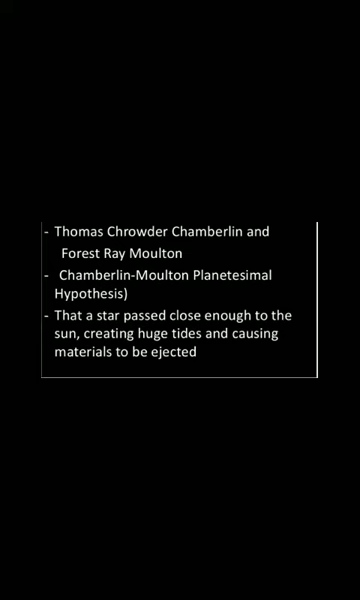 - Thomas Chrowder Chamberlin and
Forest Ray Moulton
- Chamberlin-Moulton Planetesimal
Hypothesis)
- That a star passed close enough to the
sun, creating huge tides and causing
materials to be ejected